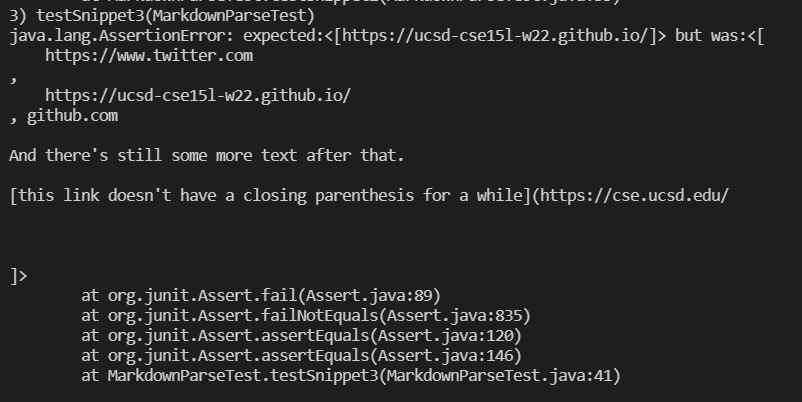 3) testSnippet3(MarkdownParseTest)
java.lang.AssertionError: expected:<[https://ucsd-cse15l-w22.github.io/]> but was:<[
    https://www.twitter.com
,
    https://ucsd-cse15l-w22.github.io/
, github.com

And there's still some more text after that.

[this link doesn't have a closing parenthesis for a while](https://cse.ucsd.edu/



]>
        at org.junit.Assert.fail(Assert.java:89)
        at org.junit.Assert.failNotEquals(Assert.java:835)
        at org.junit.Assert.assertEquals(Assert.java:120)
        at org.junit.Assert.assertEquals(Assert.java:146)
        at MarkdownParseTest.testSnippet3(MarkdownParseTest.java:41)